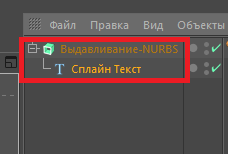 Файл Правка Вид Объекты
Выдавливание-NURBS
T Сплайн Текст